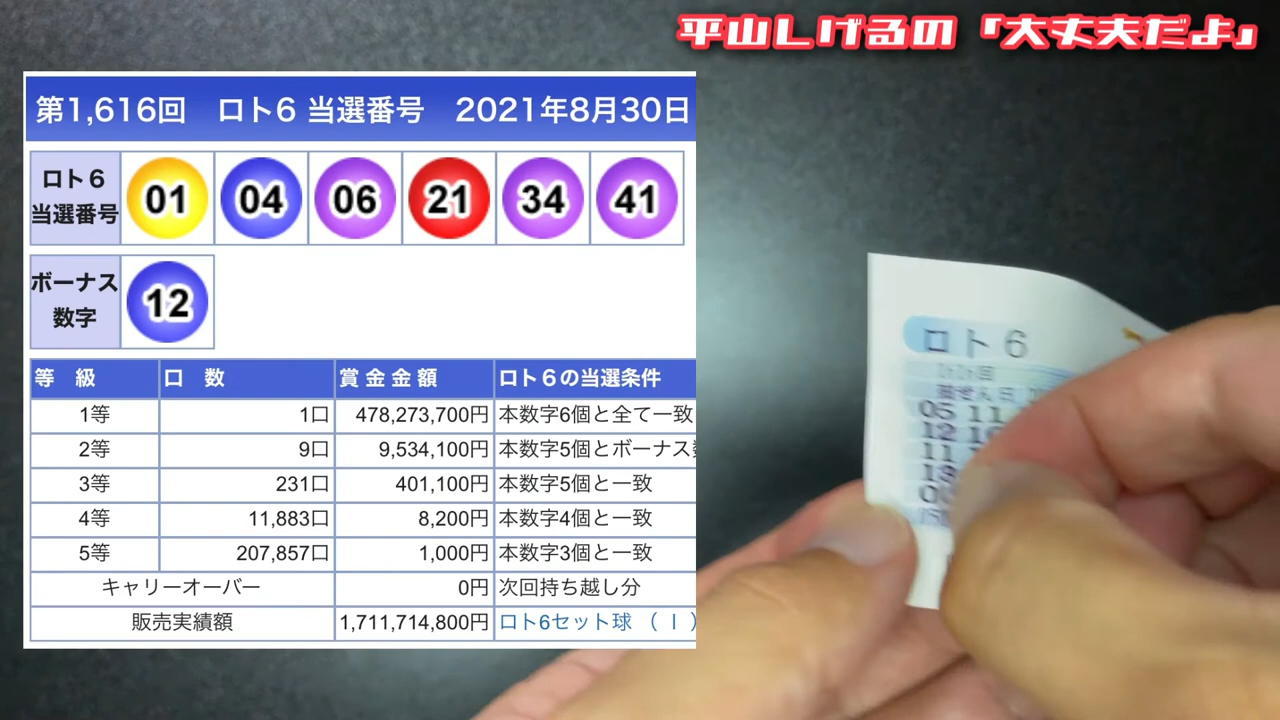 平山しげるの「大丈夫だよ」
第1,616回 ロト6 当選番号 2021年8月30日
ロト6 当選番号 01 04 06 21 34 41
ボーナス数字 12
等級 口数 賞金金額 ロト6の当選条件
1等 1口 478,273,700円 本数字6個と全て一致
2等 9口 9,534,100円 本数字5個とボーナス
3等 231口 401,100円 本数字5個と一致
4等 11,883口 8,200円 本数字4個と一致
5等 207,857口 1,000円 本数字3個と一致
キャリーオーバー 0円 次回持ち越し分
販売実績額 1,711,714,800円 ロト6セット球 （Ｉ）
ロト6
05 11
12
11
18